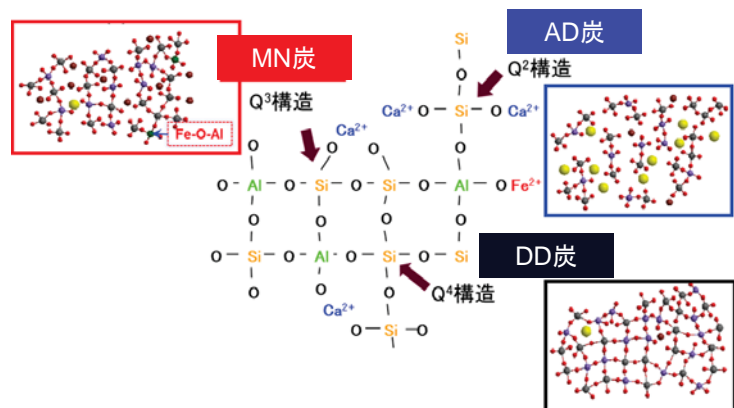 MN炭
AD炭
DD炭
Fe-O-Al
Q³構造
Q²構造
Q⁴構造
Si
O
Ca²⁺ O - Si - O Ca²⁺
Ca²⁺
O O O O
O - Al - O - Si - O - Si - O - Al - O Fe²⁺
O O O O
O - Si - O - Al - O - Si - O - Si
O O O
Ca²⁺
O - Si - O